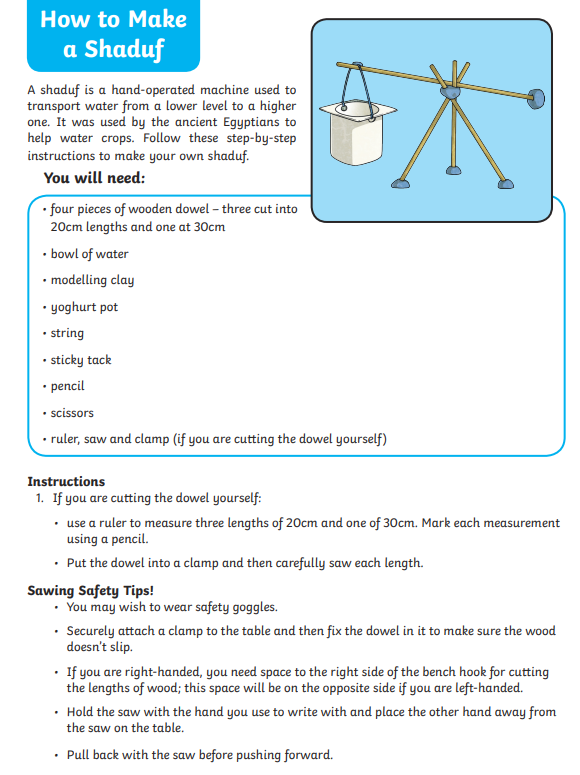 How to Make
a Shaduf
A shaduf is a hand-operated machine used to
transport water from a lower level to a higher
one. It was used by the ancient Egyptians to
help water crops. Follow these step-by-step
instructions to make your own shaduf.
You will need:
• four pieces of wooden dowel – three cut into
20cm lengths and one at 30cm
• bowl of water
• modelling clay
• yoghurt pot
• string
• sticky tack
• pencil
• scissors
• ruler, saw and clamp (if you are cutting the dowel yourself)
Instructions
1. If you are cutting the dowel yourself:
• use a ruler to measure three lengths of 20cm and one of 30cm. Mark each measurement
using a pencil.
• Put the dowel into a clamp and then carefully saw each length.
Sawing Safety Tips!
• You may wish to wear safety goggles.
• Securely attach a clamp to the table and then fix the dowel in it to make sure the wood
doesn't slip.
• If you are right-handed, you need space to the right side of the bench hook for cutting
the lengths of wood; this space will be on the opposite side if you are left-handed.
• Hold the saw with the hand you use to write with and place the other hand away from
the saw on the table.
• Pull back with the saw before pushing forward.